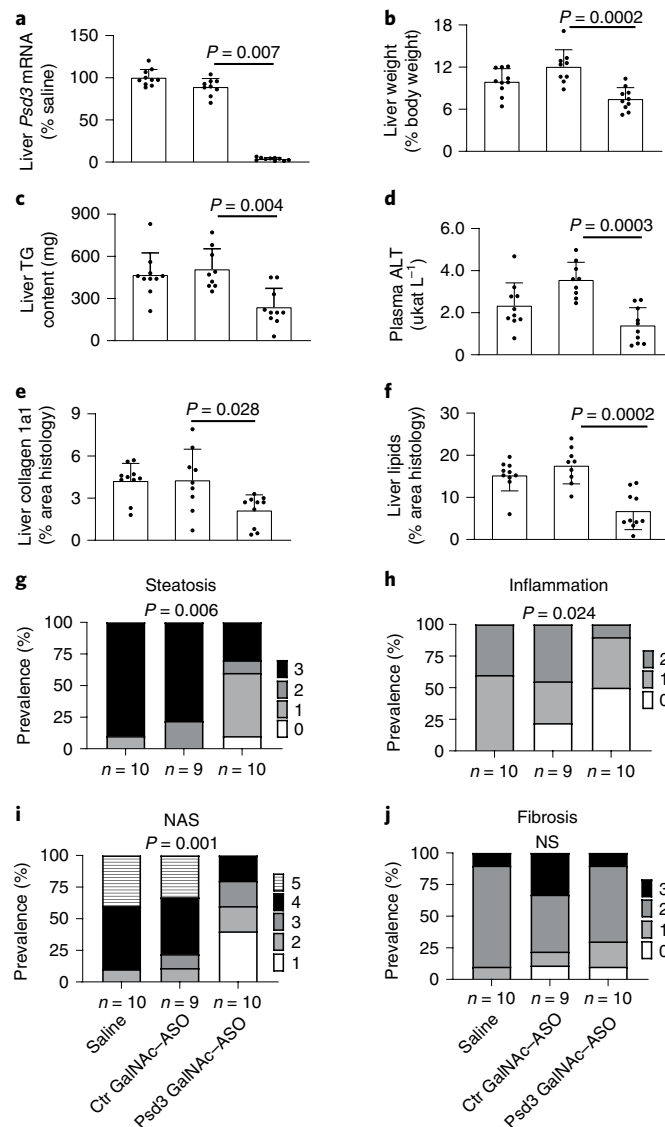 a
P = 0.007
150
100
50
0
Liver Psd3 mRNA
(% saline)
b
P = 0.0002
18
12
6
0
Liver weight
(% body weight)
c
P = 0.004
900
600
300
0
Liver TG
content (mg)
d
P = 0.0003
6.0
4.0
2.0
0
Plasma ALT
(ukat L–1)
e
P = 0.028
9
6
3
0
Liver collagen 1a1
(% area histology)
f
P = 0.0002
30
20
10
0
Liver lipids
(% area histology)
g
Steatosis
P = 0.006
100
75
50
25
0
Prevalence (%)
3
2
1
0
n = 10
n = 9
n = 10
h
Inflammation
P = 0.024
100
75
50
25
0
Prevalence (%)
2
1
0
n = 10
n = 9
n = 10
i
NAS
P = 0.001
100
75
50
25
0
Prevalence (%)
5
4
3
2
1
n = 10
n = 9
n = 10
Saline
Ctr GalNAc–ASO
Psd3 GalNAc–ASO
j
Fibrosis
NS
100
75
50
25
0
Prevalence (%)
3
2
1
0
n = 10
n = 9
n = 10
Saline
Ctr GalNAc–ASO
Psd3 GalNAc–ASO